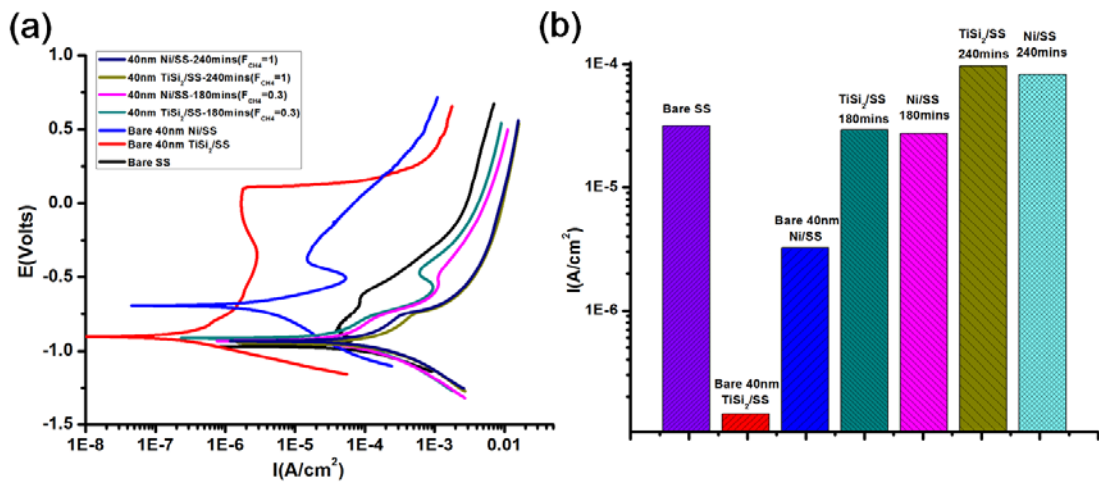 (a)
1.0
0.5
0.0
-0.5
-1.0
-1.5
E(Volts)
40nm Ni/SS-240mins(F_CH4=1)
40nm TiSi₂/SS-240mins(F_CH4=1)
40nm Ni/SS-180mins(F_CH4=0.3)
40nm TiSi₂/SS-180mins(F_CH4=0.3)
Bare 40nm Ni/SS
Bare 40nm TiSi₂/SS
Bare SS
1E-8 1E-7 1E-6 1E-5 1E-4 1E-3 0.01
I(A/cm²)
(b)
1E-4
1E-5
1E-6
I(A/cm²)
Bare SS
Bare 40nm
TiSi₂/SS
Bare 40nm
Ni/SS
TiSi₂/SS
180mins
Ni/SS
180mins
TiSi₂/SS
240mins
Ni/SS
240mins